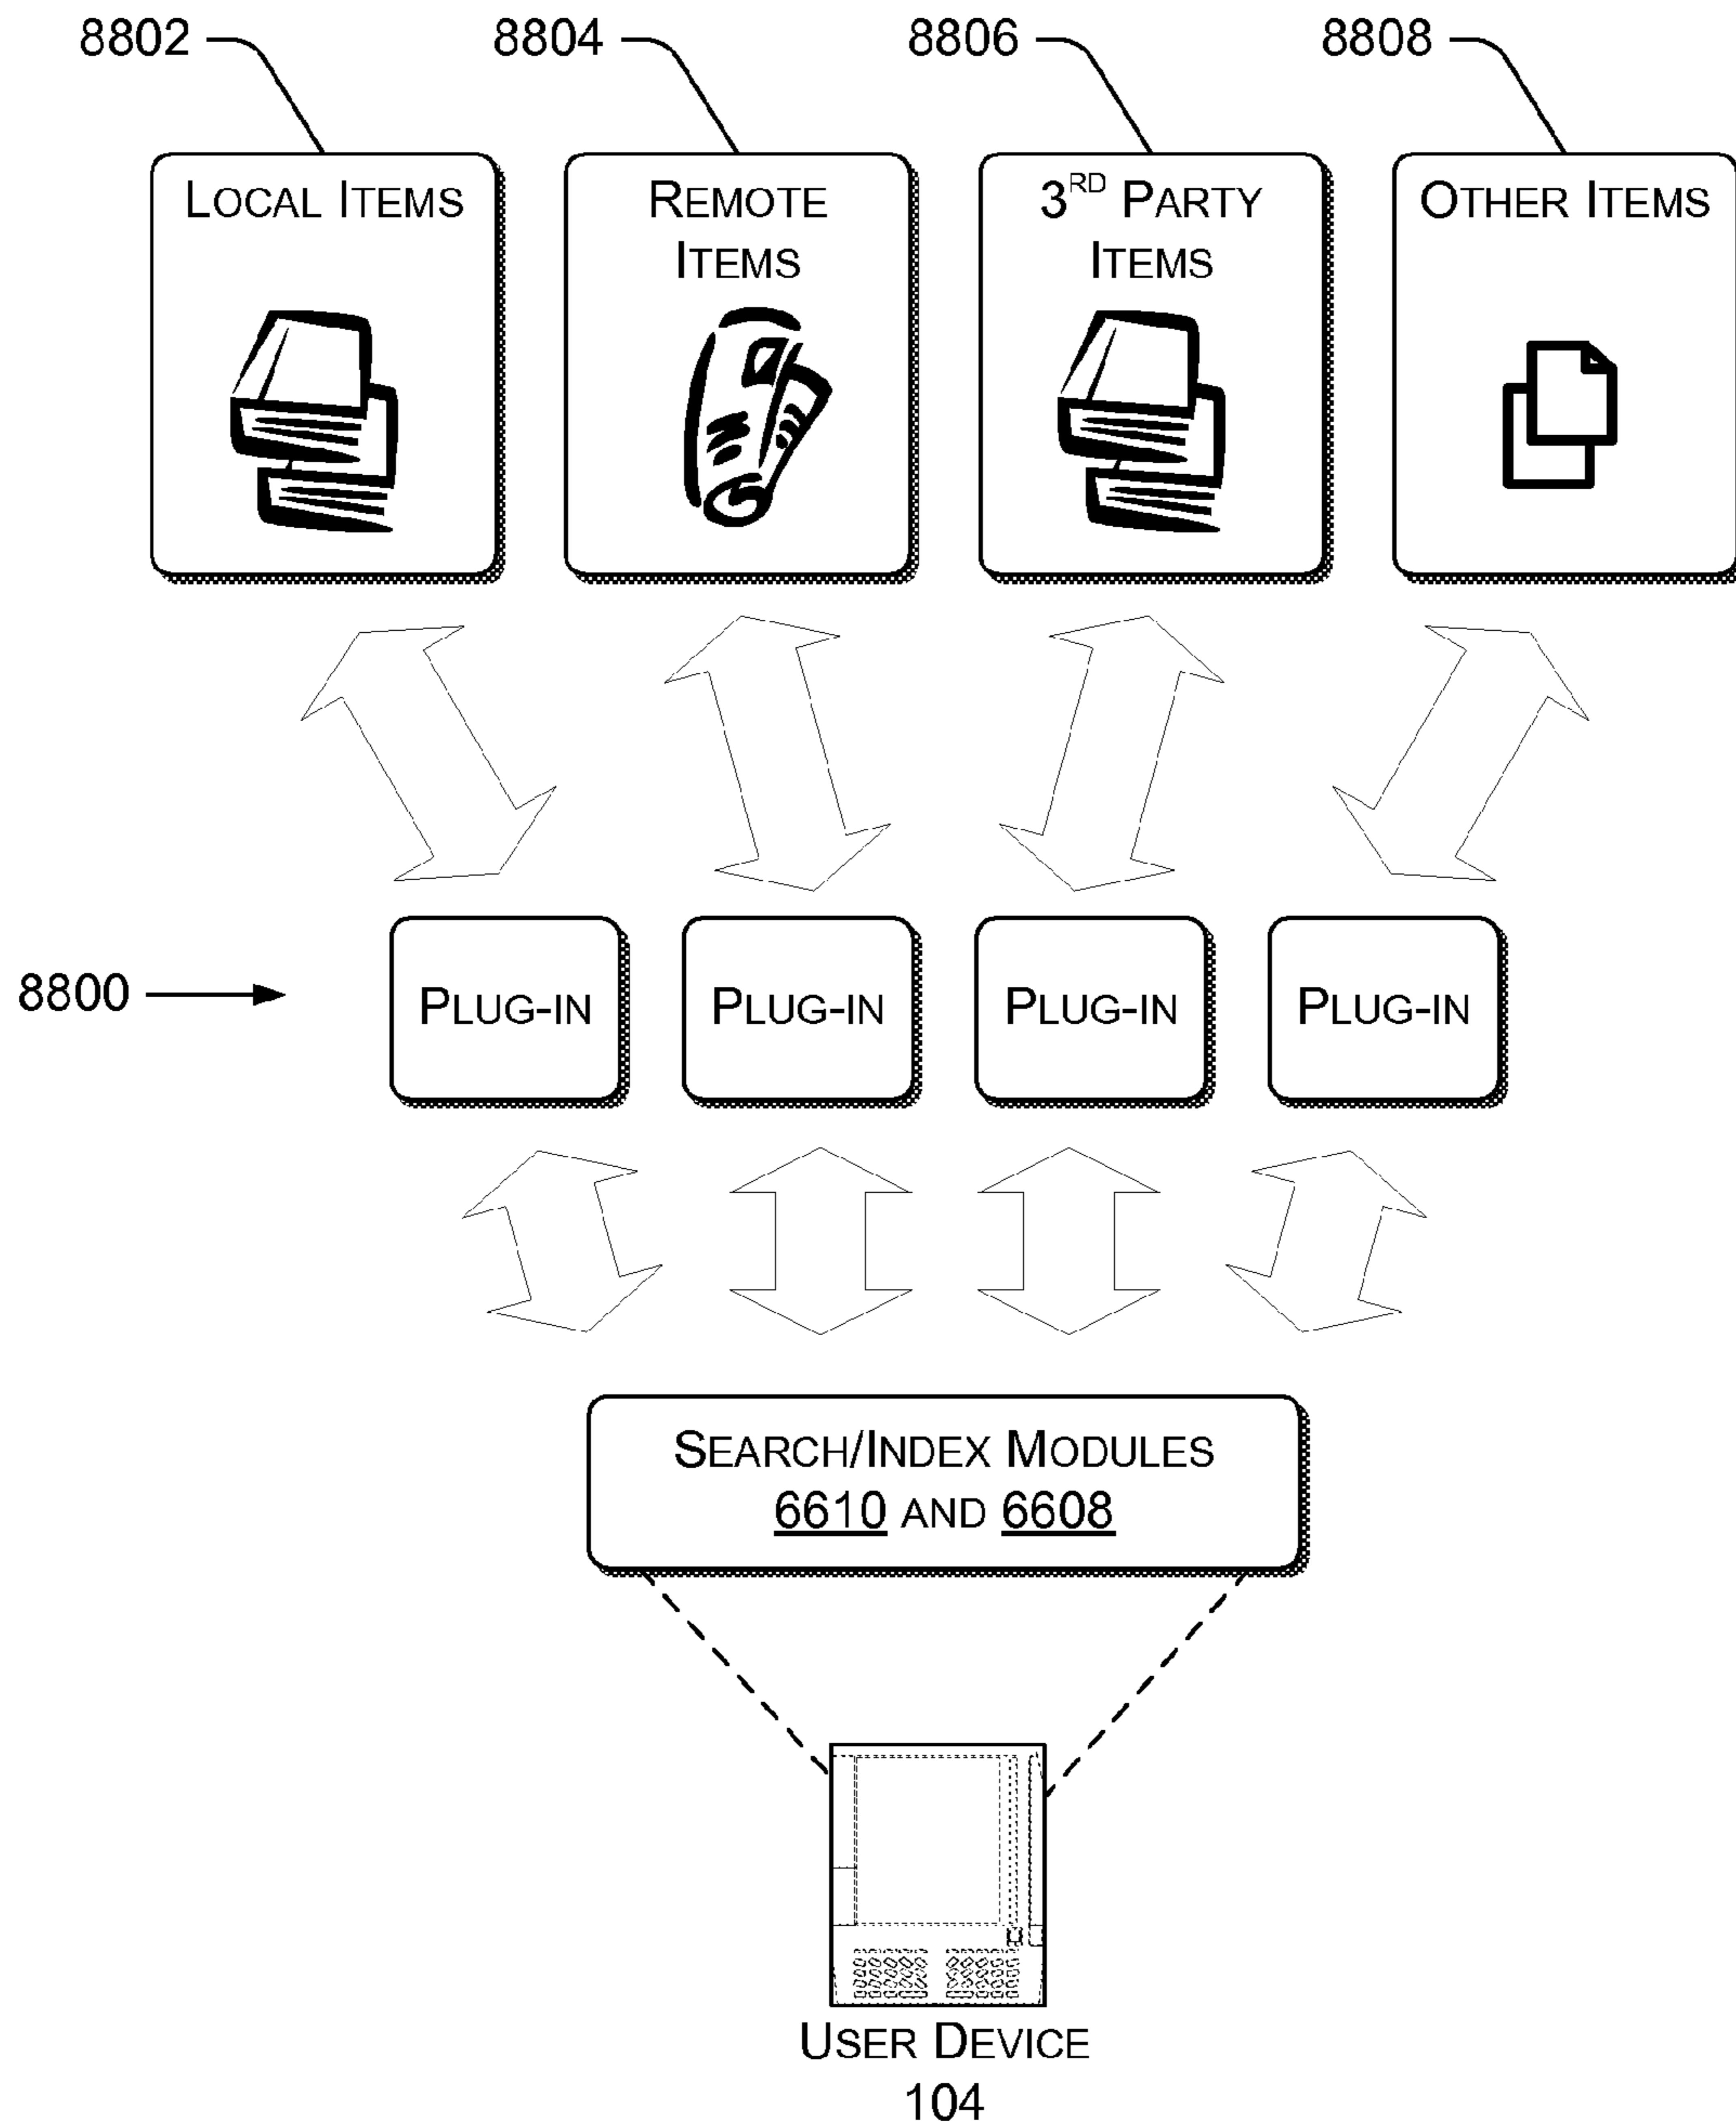 8802 8804 8806 8808
LOCAL ITEMS
REMOTE
ITEMS
3RD PARTY
ITEMS
OTHER ITEMS
8800
PLUG-IN PLUG-IN PLUG-IN PLUG-IN
SEARCH/INDEX MODULES
6610 AND 6608
USER DEVICE
104